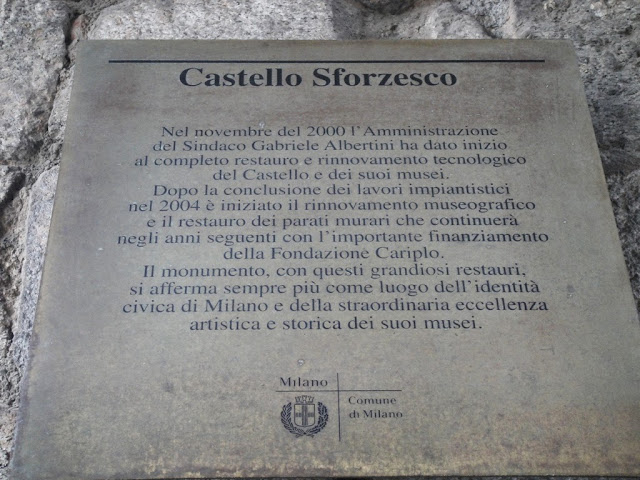 Castello Sforzesco
Nel novembre del 2000 l'Amministrazione
del Sindaco Gabriele Albertini ha dato inizio
al completo restauro e rinnovamento tecnologico
del Castello e dei suoi musei.
Dopo la conclusione dei lavori impiantistici
nel 2004 è iniziato il rinnovamento museografico
e il restauro dei parati murari che continuerà
negli anni seguenti con l'importante finanziamento
della Fondazione Cariplo.
Il monumento, con questi grandiosi restauri,
si afferma sempre più come luogo dell'identità
civica di Milano e della straordinaria eccellenza
artistica e storica dei suoi musei.
Milano
Comune
di Milano